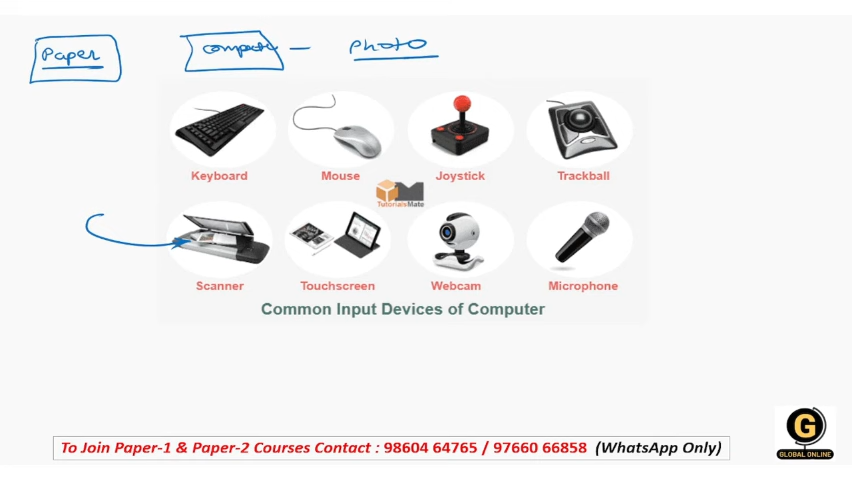 Paper compute — Photo
Keyboard Mouse Joystick Trackball
TutorialsMate
Scanner Touchscreen Webcam Microphone
Common Input Devices of Computer
G
GLOBAL ONLINE
To Join Paper-1 & Paper-2 Courses Contact : 98604 64765 / 97660 66858 (WhatsApp Only)